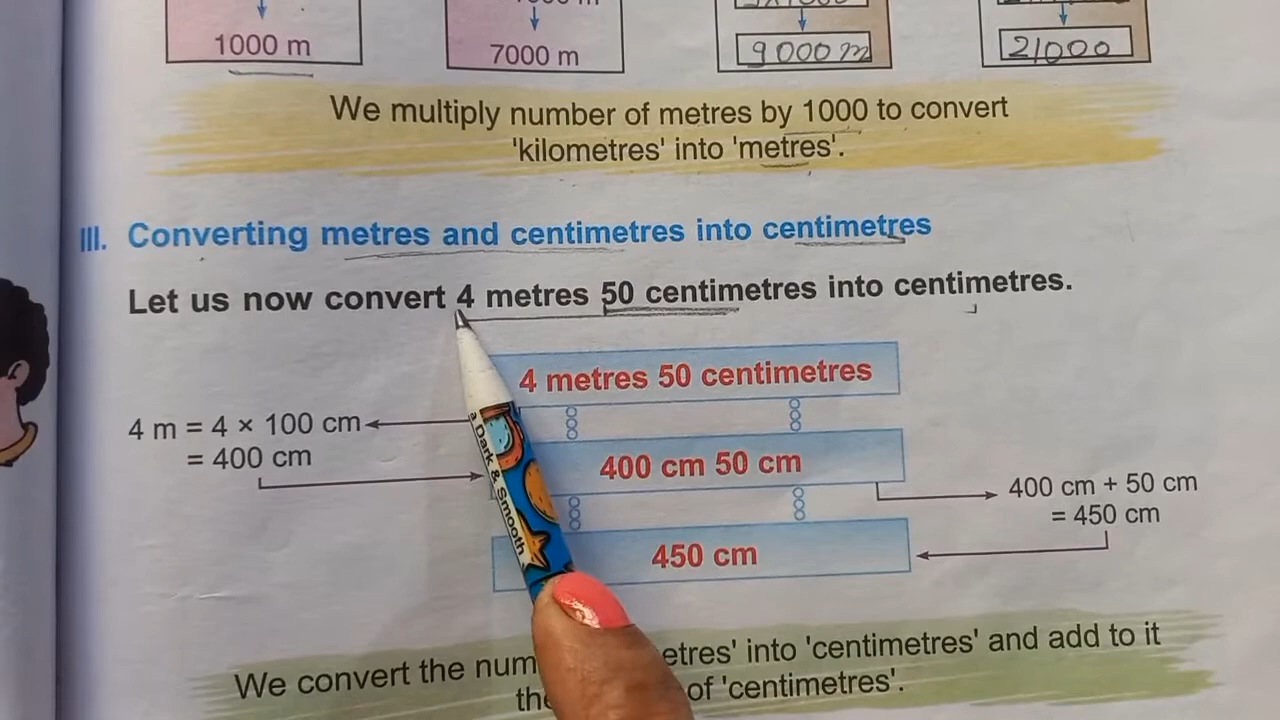 1000 m
7000 m
9000 m
21000
We multiply number of metres by 1000 to convert
'kilometres' into 'metres'.
III. Converting metres and centimetres into centimetres
Let us now convert 4 metres 50 centimetres into centimetres.
4 metres 50 centimetres
4 m = 4 × 100 cm
= 400 cm
400 cm 50 cm
400 cm + 50 cm
= 450 cm
450 cm
Dark & Smooth
We convert the etres' into 'centimetres' and add to it
of 'centimetres'.